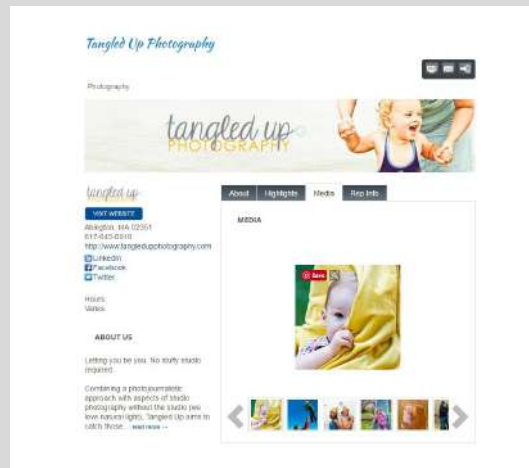 Tangled Up Photography
Photography
tangled up
PHOTOGRAPHY
tangled up
VISIT WEBSITE
Abington, MA 02351
http://www.tangledupphotography.com
LinkedIn
Facebook
Twitter
Hours:
Varies
ABOUT US
Letting you be you. No stuffy studio
required.
Combining a photojournalistic
approach with aspects of studio
photography without the studio (we
love natural light), Tangled Up aims to
catch those... read more
About Highlights Media Rep Info
MEDIA
Save